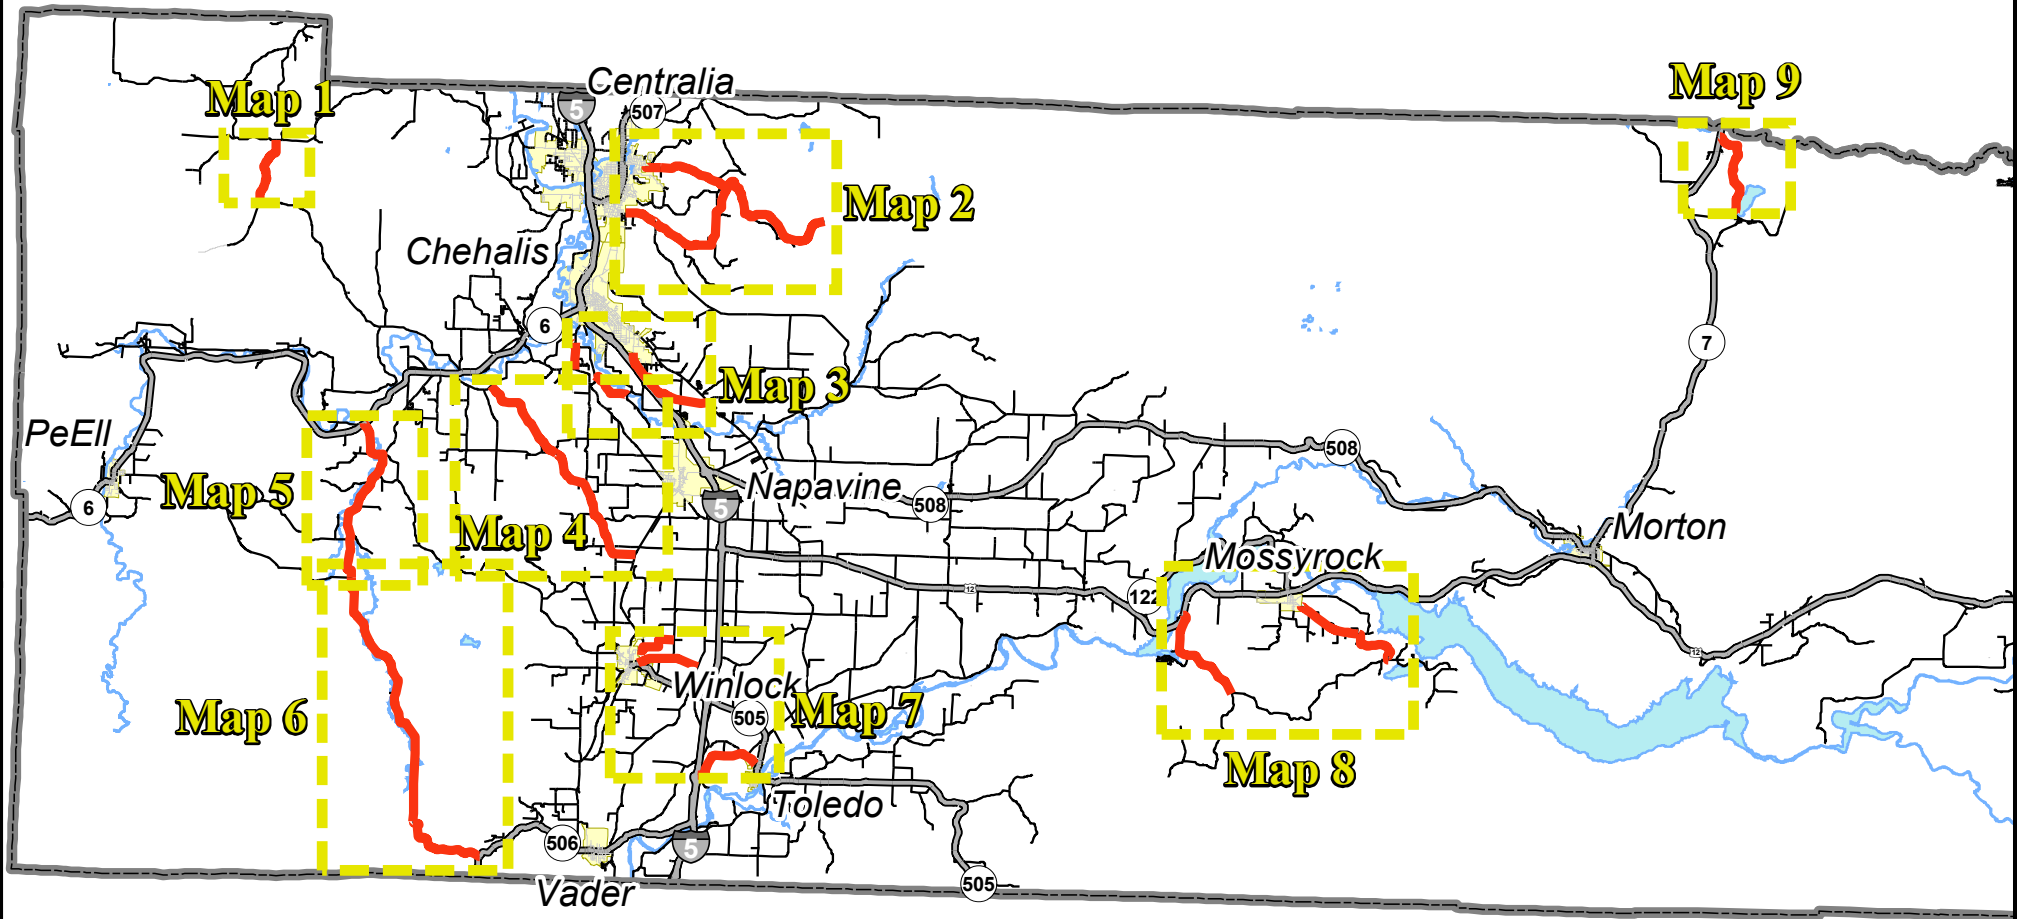 Centralia
Map 1
Map 9
5
507
Map 2
Chehalis
6
7
Map 3
PeEll
508
Map 5
Napavine
6
5
508
Map 4
Morton
Mossyrock
12
122
12
Winlock
Map 6
505
Map 7
Map 8
Toledo
506
5
Vader
505